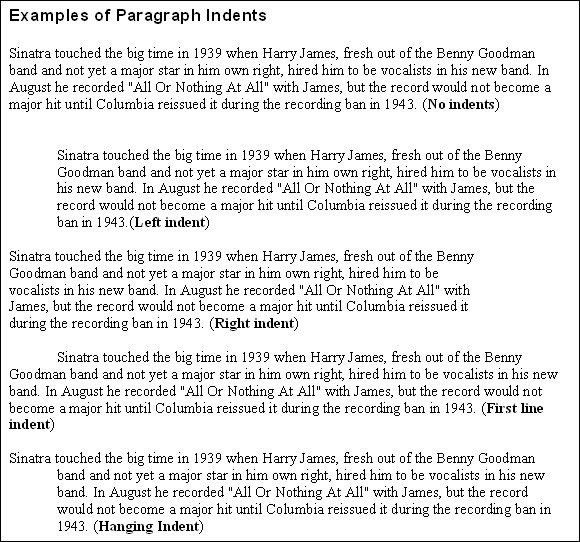 Examples of Paragraph Indents
Sinatra touched the big time in 1939 when Harry James, fresh out of the Benny Goodman
band and not yet a major star in him own right, hired him to be vocalists in his new band. In
August he recorded "All Or Nothing At All" with James, but the record would not become a
major hit until Columbia reissued it during the recording ban in 1943. (No indents)
Sinatra touched the big time in 1939 when Harry James, fresh out of the Benny
Goodman band and not yet a major star in him own right, hired him to be vocalists in
his new band. In August he recorded "All Or Nothing At All" with James, but the
record would not become a major hit until Columbia reissued it during the recording
ban in 1943.(Left indent)
Sinatra touched the big time in 1939 when Harry James, fresh out of the Benny
Goodman band and not yet a major star in him own right, hired him to be
vocalists in his new band. In August he recorded "All Or Nothing At All" with
James, but the record would not become a major hit until Columbia reissued it
during the recording ban in 1943. (Right indent)
Sinatra touched the big time in 1939 when Harry James, fresh out of the Benny
Goodman band and not yet a major star in him own right, hired him to be vocalists in his new
band. In August he recorded "All Or Nothing At All" with James, but the record would not
become a major hit until Columbia reissued it during the recording ban in 1943. (First line
indent)
Sinatra touched the big time in 1939 when Harry James, fresh out of the Benny Goodman
band and not yet a major star in him own right, hired him to be vocalists in his new
band. In August he recorded "All Or Nothing At All" with James, but the record
would not become a major hit until Columbia reissued it during the recording ban in
1943. (Hanging Indent)